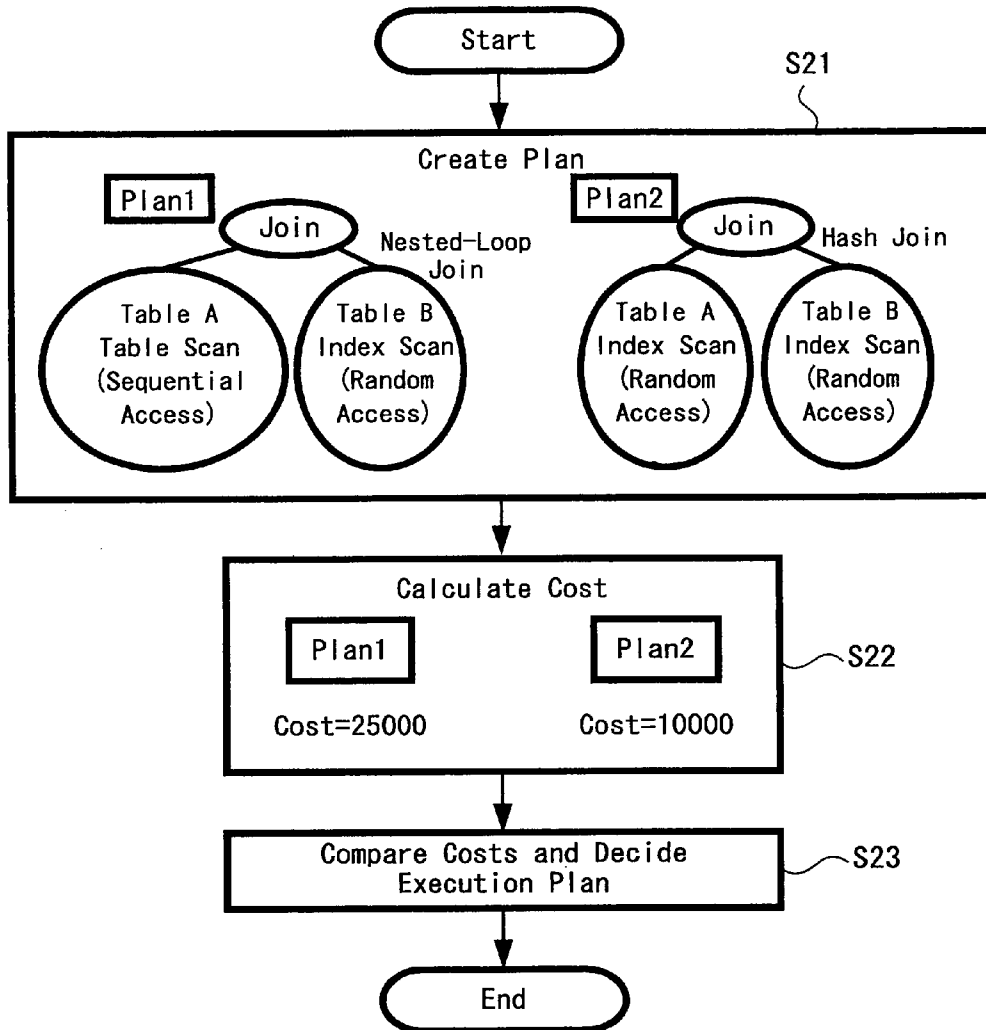 Start
S21
Create Plan
Plan1
Join
Nested-Loop
Join
Table A
Table Scan
(Sequential
Access)
Table B
Index Scan
(Random
Access)
Plan2
Join
Hash Join
Table A
Index Scan
(Random
Access)
Table B
Index Scan
(Random
Access)
Calculate Cost
Plan1
Plan2
Cost=25000
Cost=10000
S22
Compare Costs and Decide
Execution Plan
S23
End